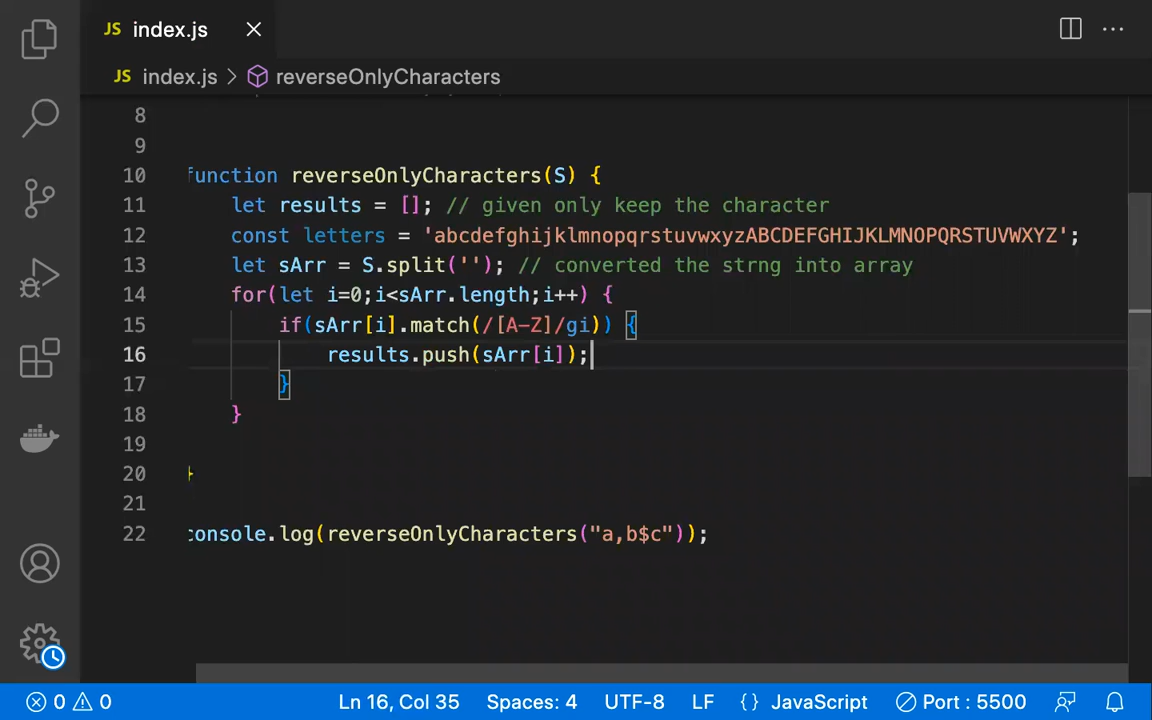 JS index.js
JS index.js > reverseOnlyCharacters
8
9
10 function reverseOnlyCharacters(S) {
11 let results = []; // given only keep the character
12 const letters = 'abcdefghijklmnopqrstuvwxyzABCDEFGHIJKLMNOPQRSTUVWXYZ';
13 let sArr = S.split(''); // converted the strng into array
14 for(let i=0;i<sArr.length;i++) {
15 if(sArr[i].match(/[A-Z]/gi)) {
16 results.push(sArr[i]);
17 }
18 }
19
20 }
21
22 console.log(reverseOnlyCharacters("a,b$c"));
0 0 Ln 16, Col 35 Spaces: 4 UTF-8 LF {} JavaScript Port : 5500